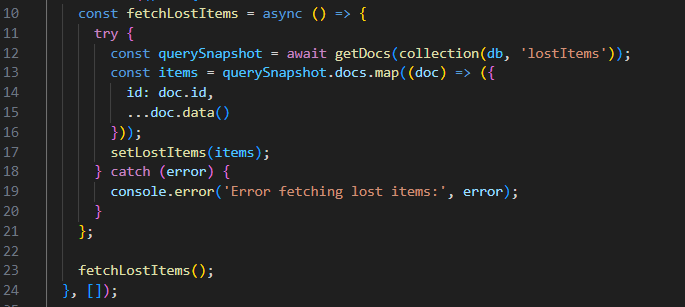 10 const fetchLostItems = async () => {
11 try {
12 const querySnapshot = await getDocs(collection(db, 'lostItems'));
13 const items = querySnapshot.docs.map((doc) => ({
14 id: doc.id,
15 ...doc.data()
16 }));
17 setLostItems(items);
18 } catch (error) {
19 console.error('Error fetching lost items:', error);
20 }
21 };
22
23 fetchLostItems();
24 }, []);